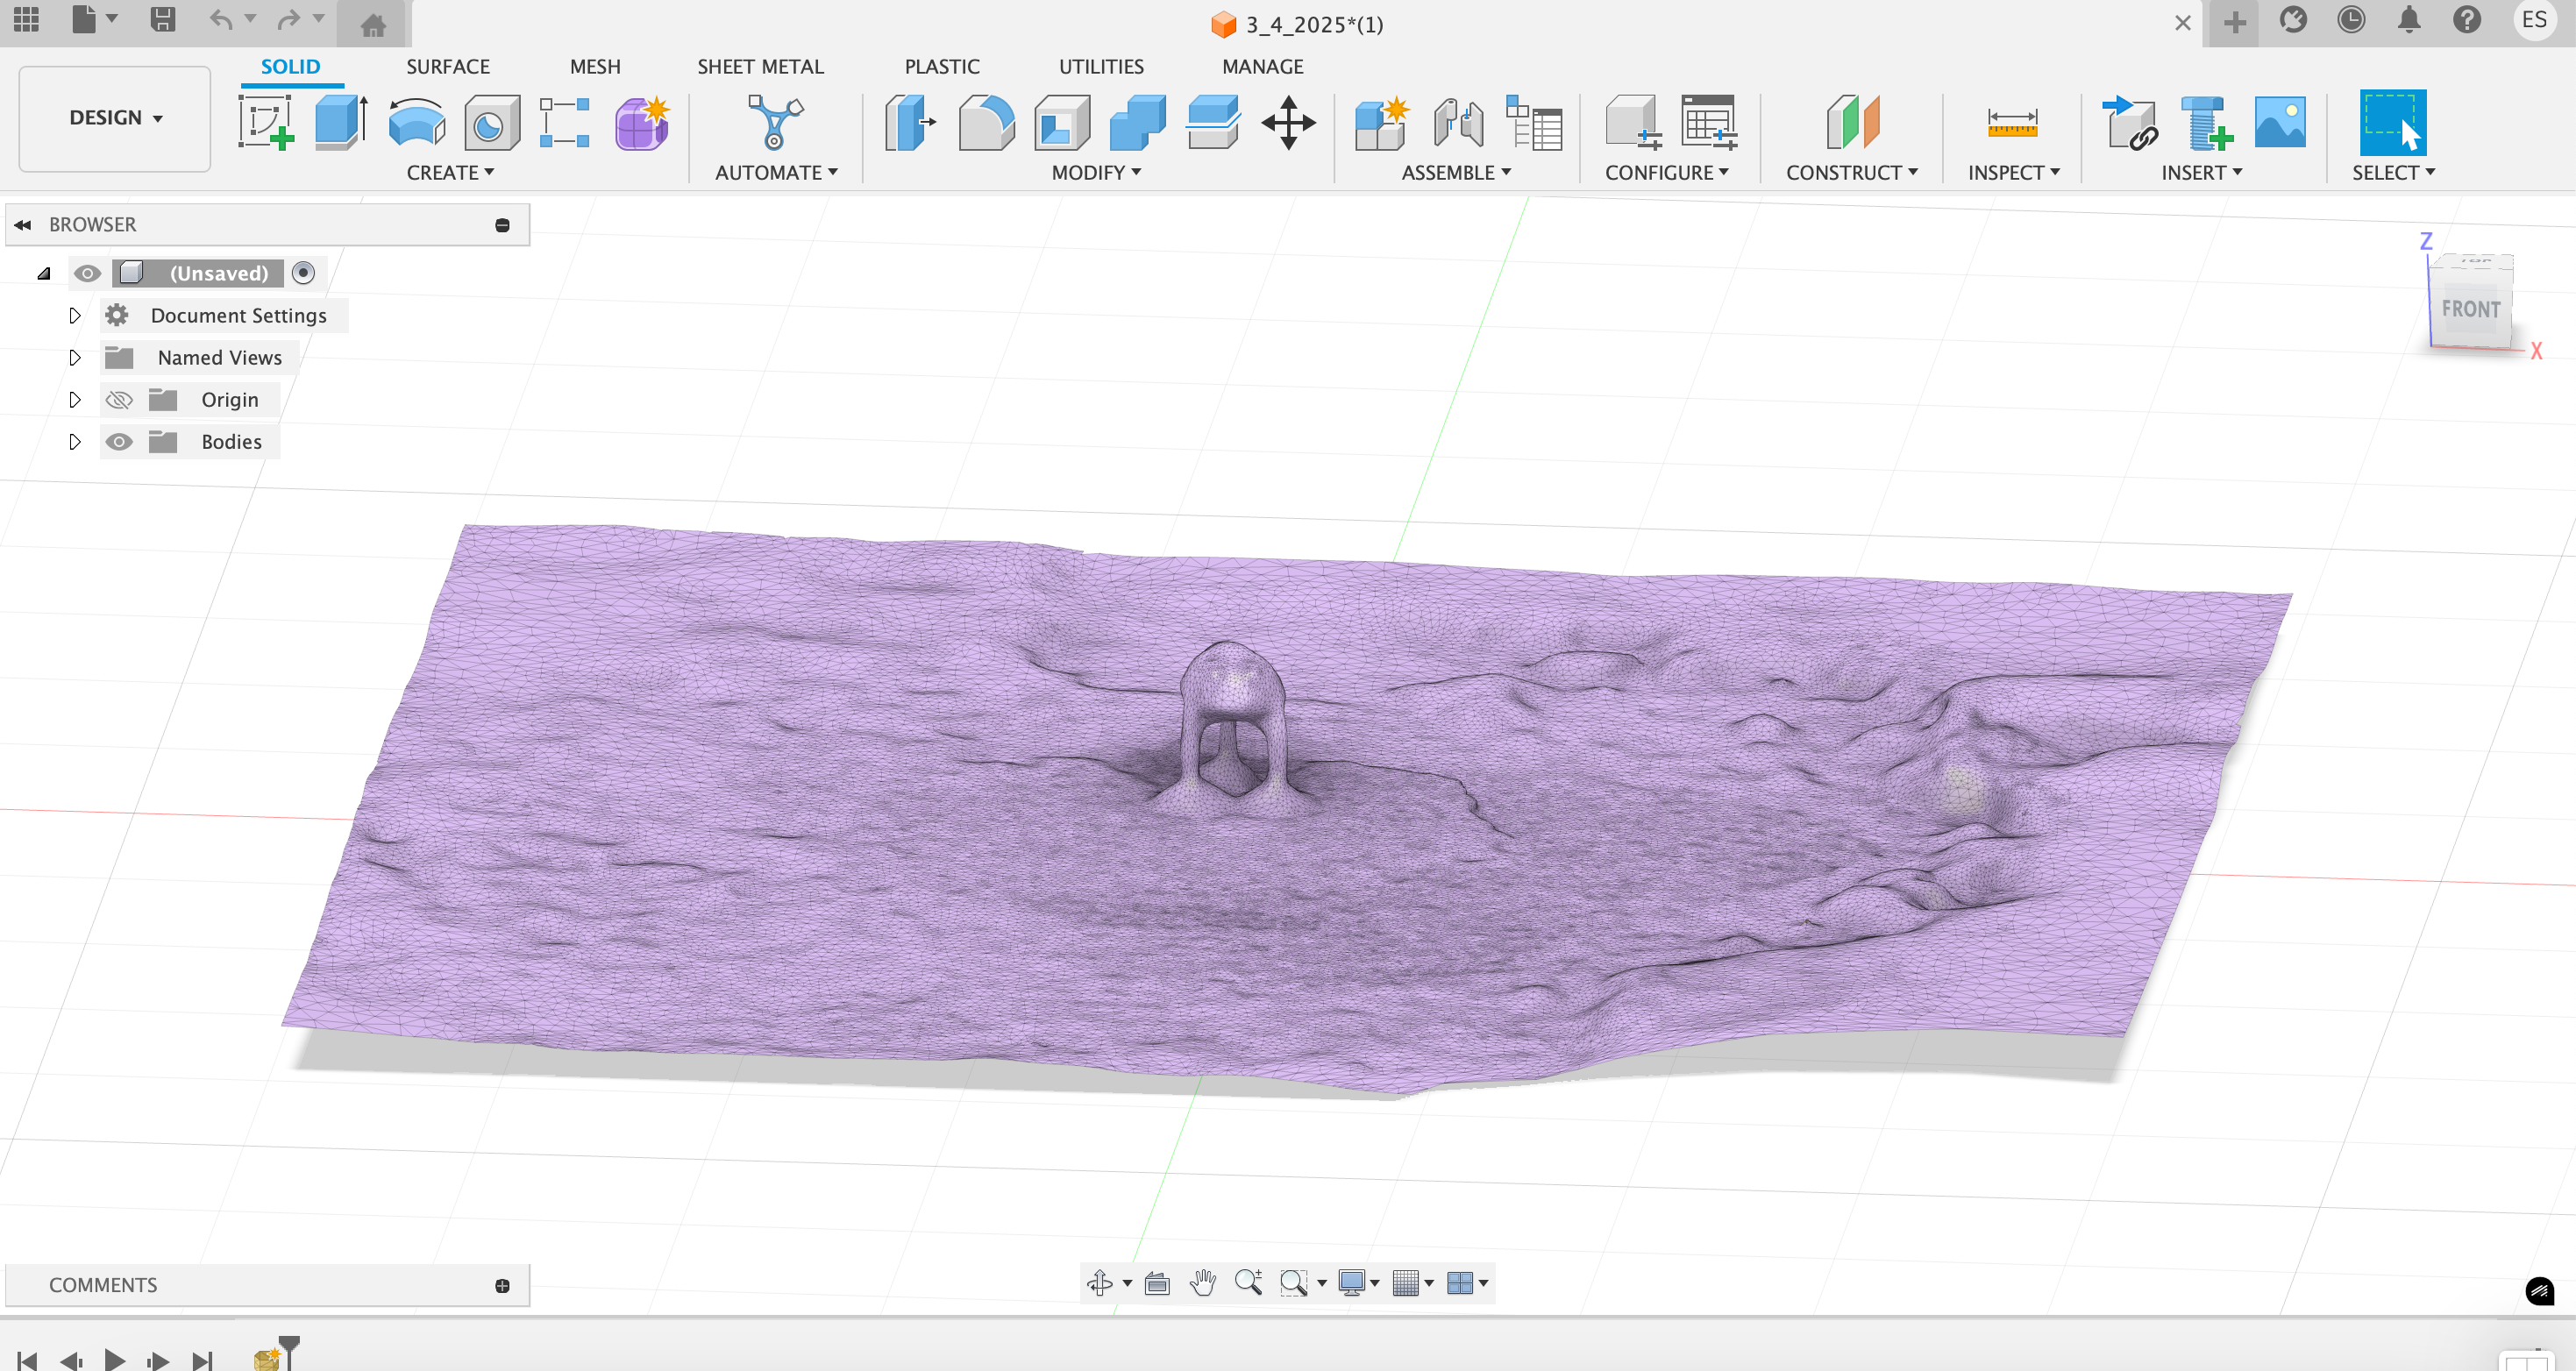 3_4_2025*(1)
ES
SOLID SURFACE MESH SHEET METAL PLASTIC UTILITIES MANAGE
DESIGN
CREATE AUTOMATE MODIFY ASSEMBLE CONFIGURE CONSTRUCT INSPECT INSERT SELECT
BROWSER
(Unsaved)
Document Settings
Named Views
Origin
Bodies
Z
TOP
FRONT
X
COMMENTS